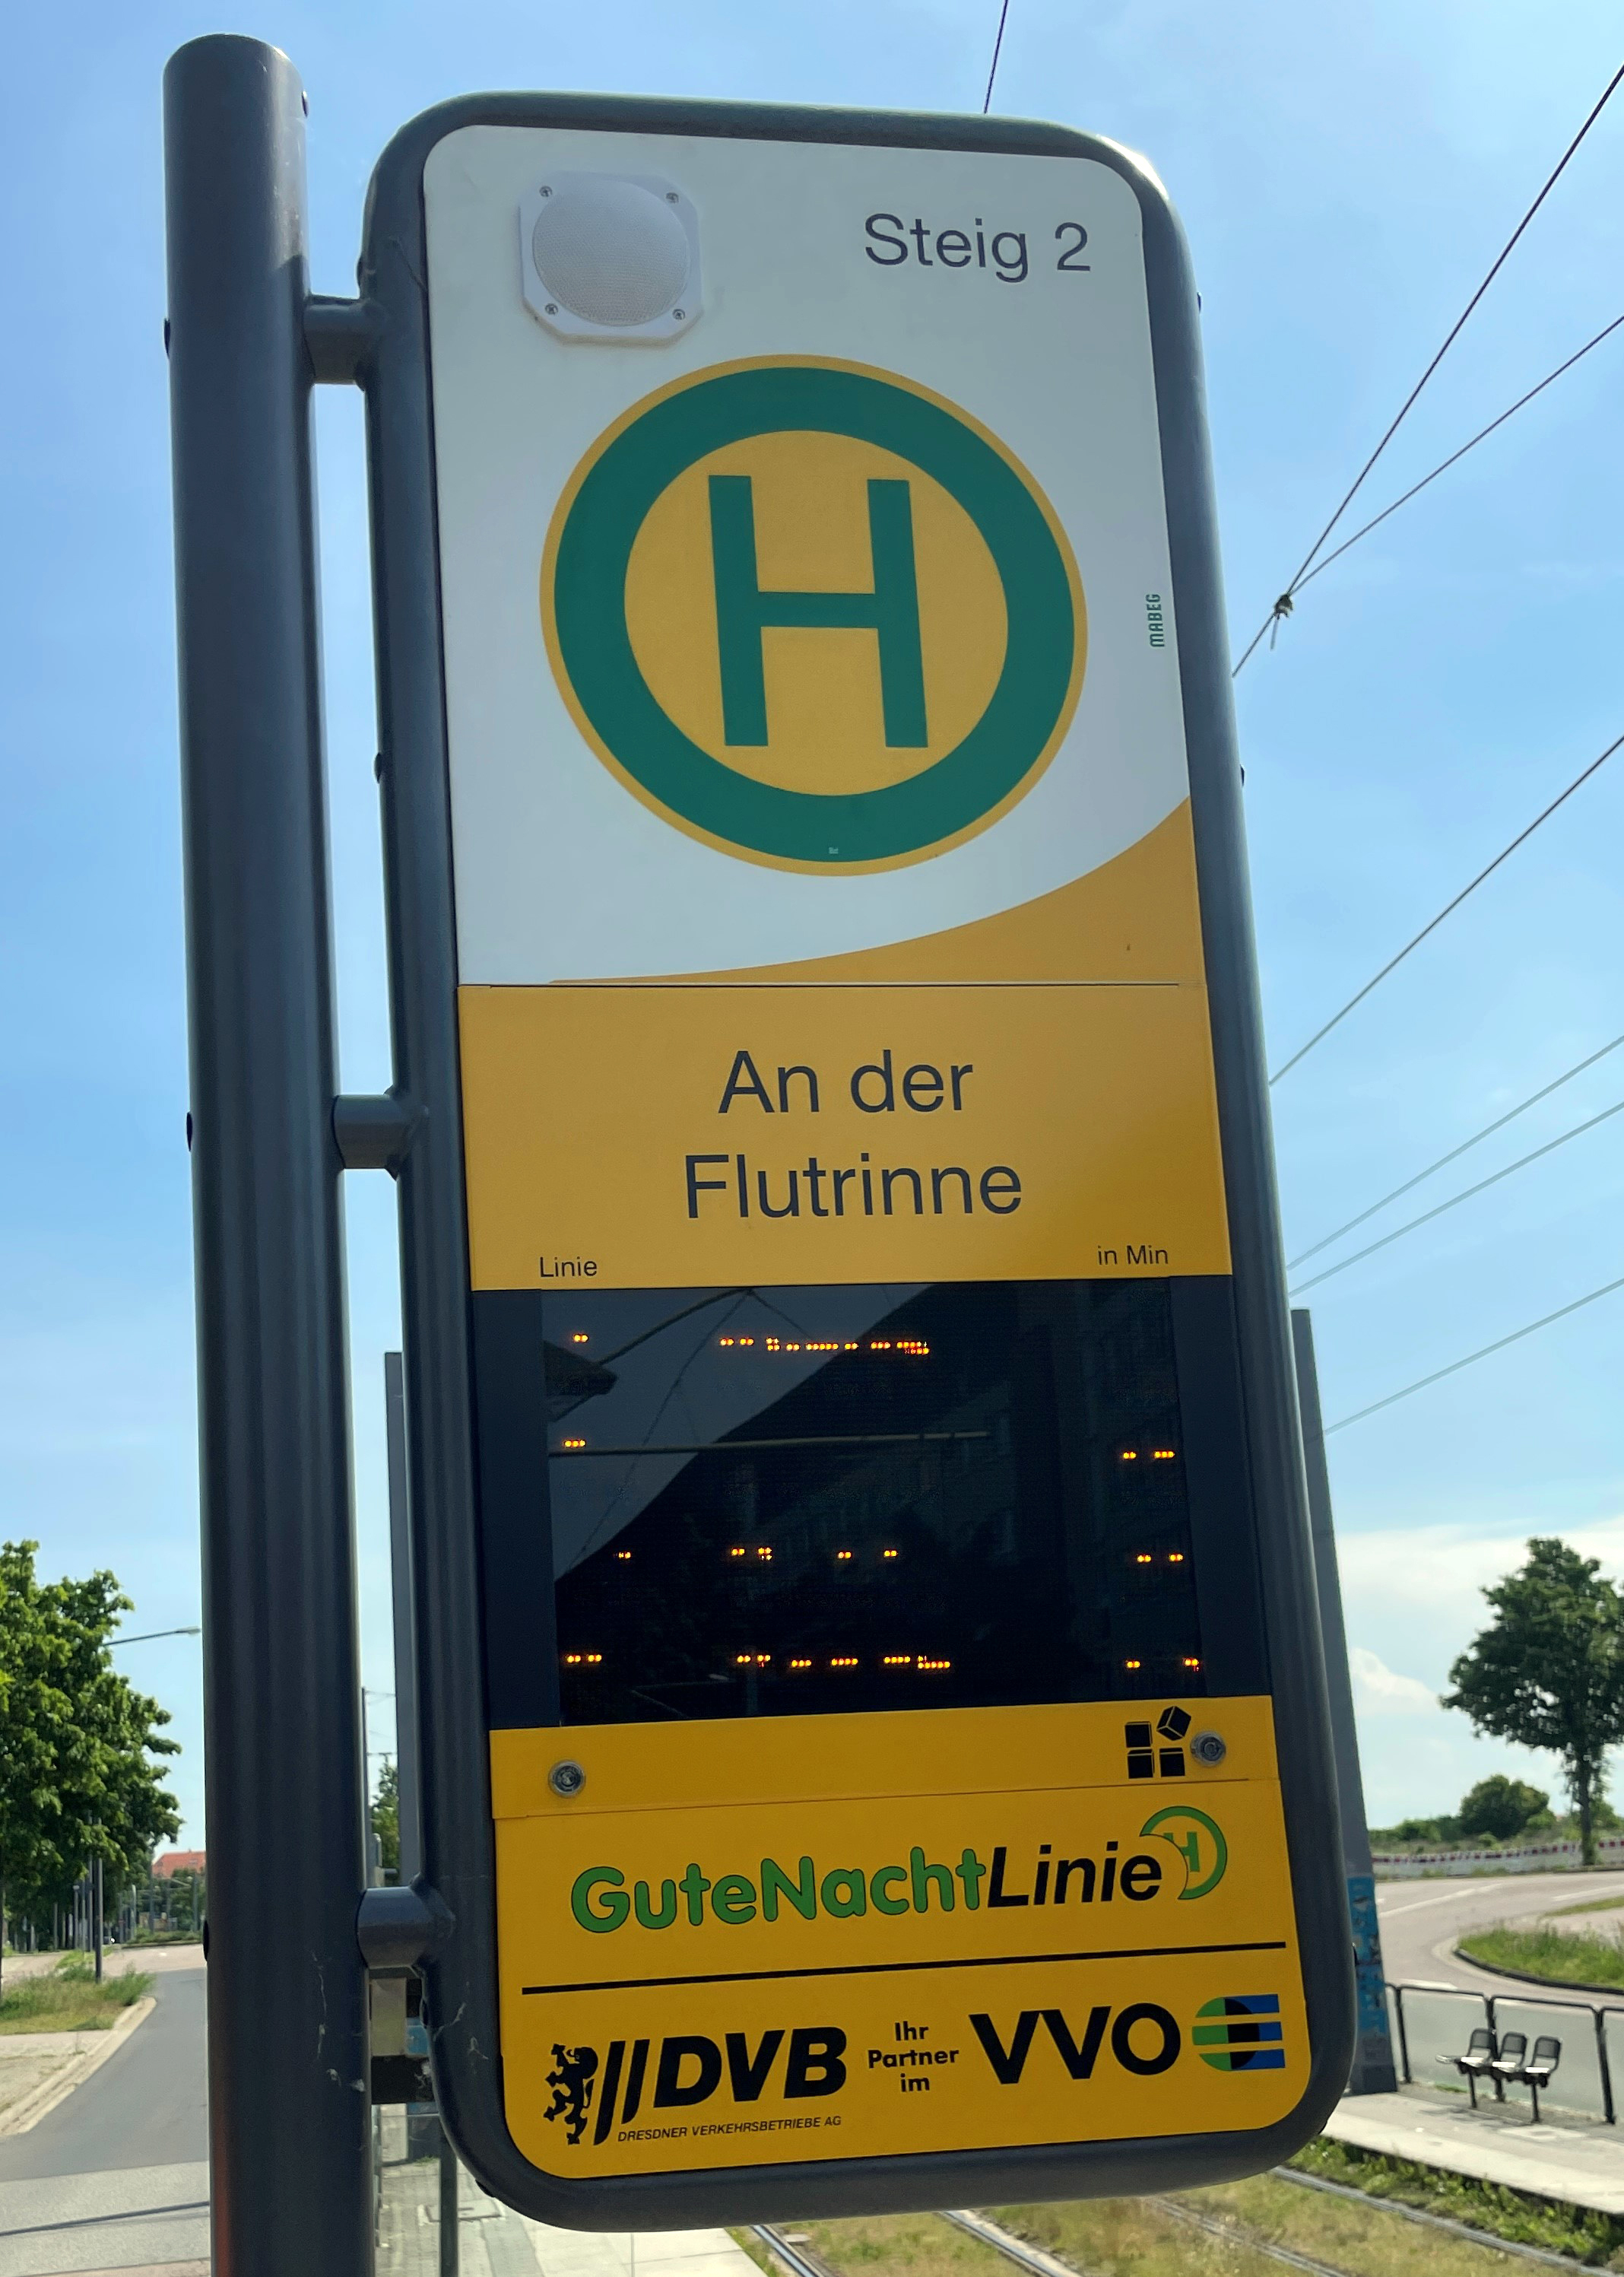 Steig 2
H
MABEG
An der
Flutrinne
Linie in Min
GuteNachtLinie H
DVB
DRESDNER VERKEHRSBETRIEBE AG
Ihr
Partner
im
VVO